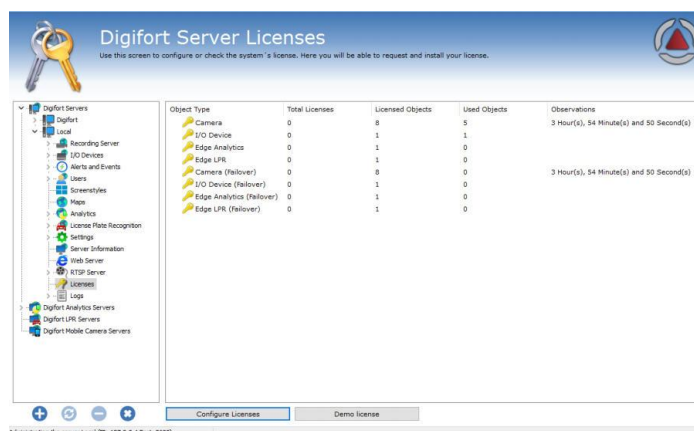 Digifort Server Licenses
Use this screen to configure or check the system´s license. Here you will be able to request and install your license.
Digifort Servers
Digifort
Local
Recording Server
I/O Devices
Alerts and Events
Users
Screenstyles
Maps
Analytics
License Plate Recognition
Settings
Server Information
Web Server
RTSP Server
Licenses
Logs
Digifort Analytics Servers
Digifort LPR Servers
Digifort Mobile Camera Servers
Object Type Total Licenses Licensed Objects Used Objects Observations
Camera 0 8 5 3 Hour(s), 54 Minute(s) and 50 Second(s)
I/O Device 0 1 1
Edge Analytics 0 1 0
Edge LPR 0 1 0
Camera (Failover) 0 8 0 3 Hour(s), 54 Minute(s) and 50 Second(s)
I/O Device (Failover) 0 1 0
Edge Analytics (Failover) 0 1 0
Edge LPR (Failover) 0 1 0
Configure Licenses Demo license